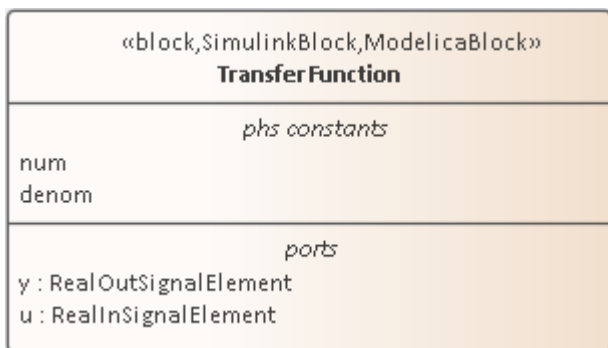 «block,SimulinkBlock,ModelicaBlock»
TransferFunction
phs constants
num
denom
ports
y : RealOutSignalElement
u : RealInSignalElement